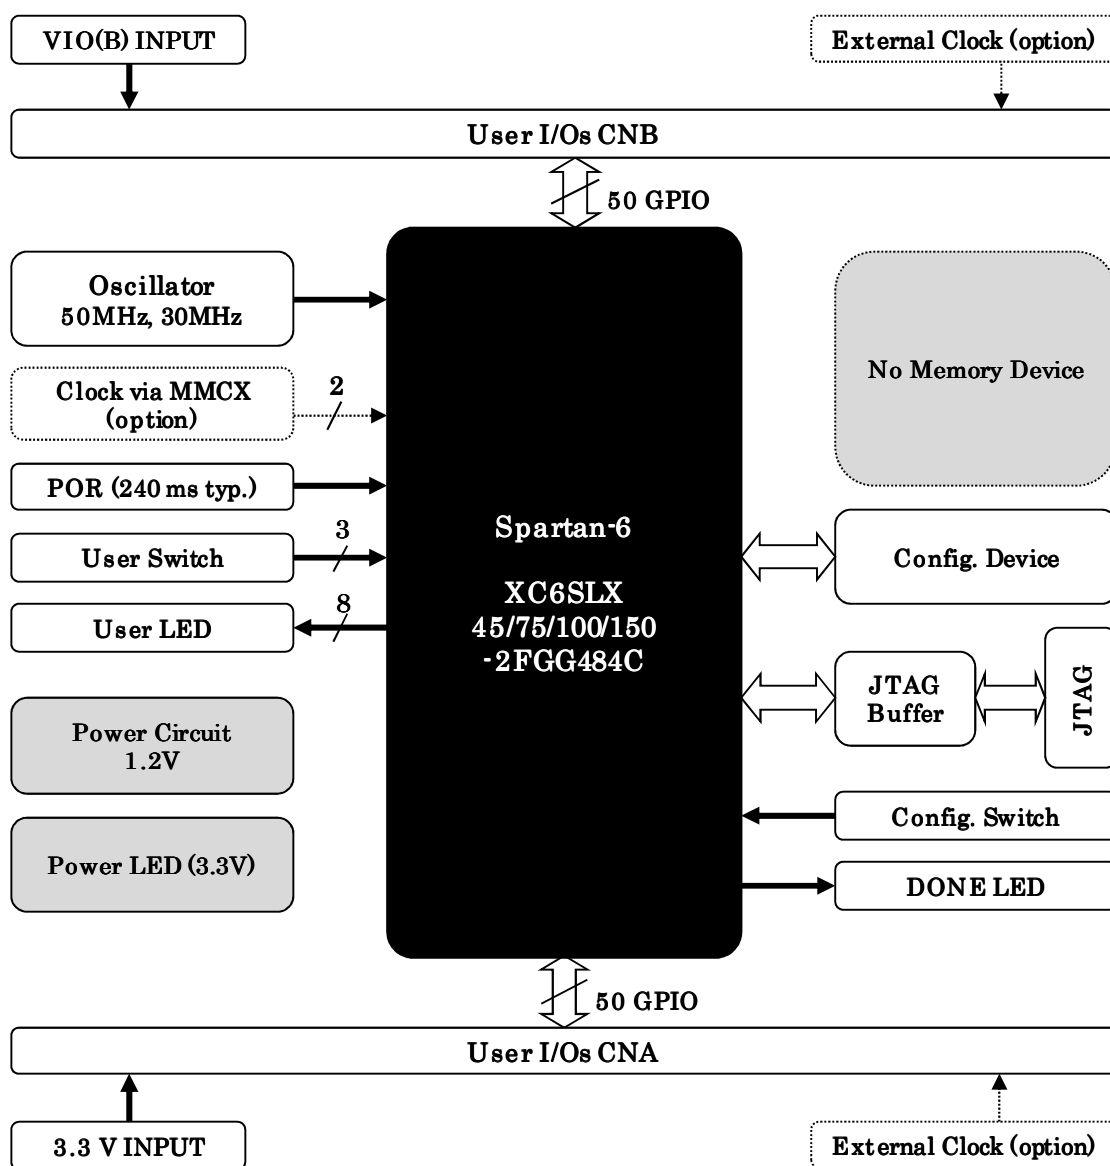 VIO(B) INPUT
External Clock (option)
User I/Os CNB
50 GPIO
Oscillator
50MHz, 30MHz
Clock via MMCX
(option)
2
POR (240 ms typ.)
User Switch
3
User LED
8
Power Circuit
1.2V
Power LED (3.3V)
Spartan-6
XC6SLX
45/75/100/150
-2FGG484C
No Memory Device
Config. Device
JTAG
Buffer
JTAG
Config. Switch
DONE LED
50 GPIO
User I/Os CNA
3.3 V INPUT
External Clock (option)